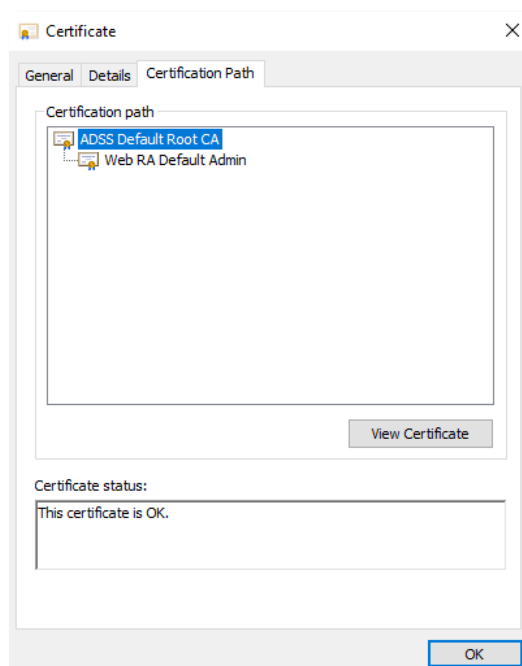 Certificate
General Details Certification Path
Certification path
ADSS Default Root CA
Web RA Default Admin
View Certificate
Certificate status:
This certificate is OK.
OK